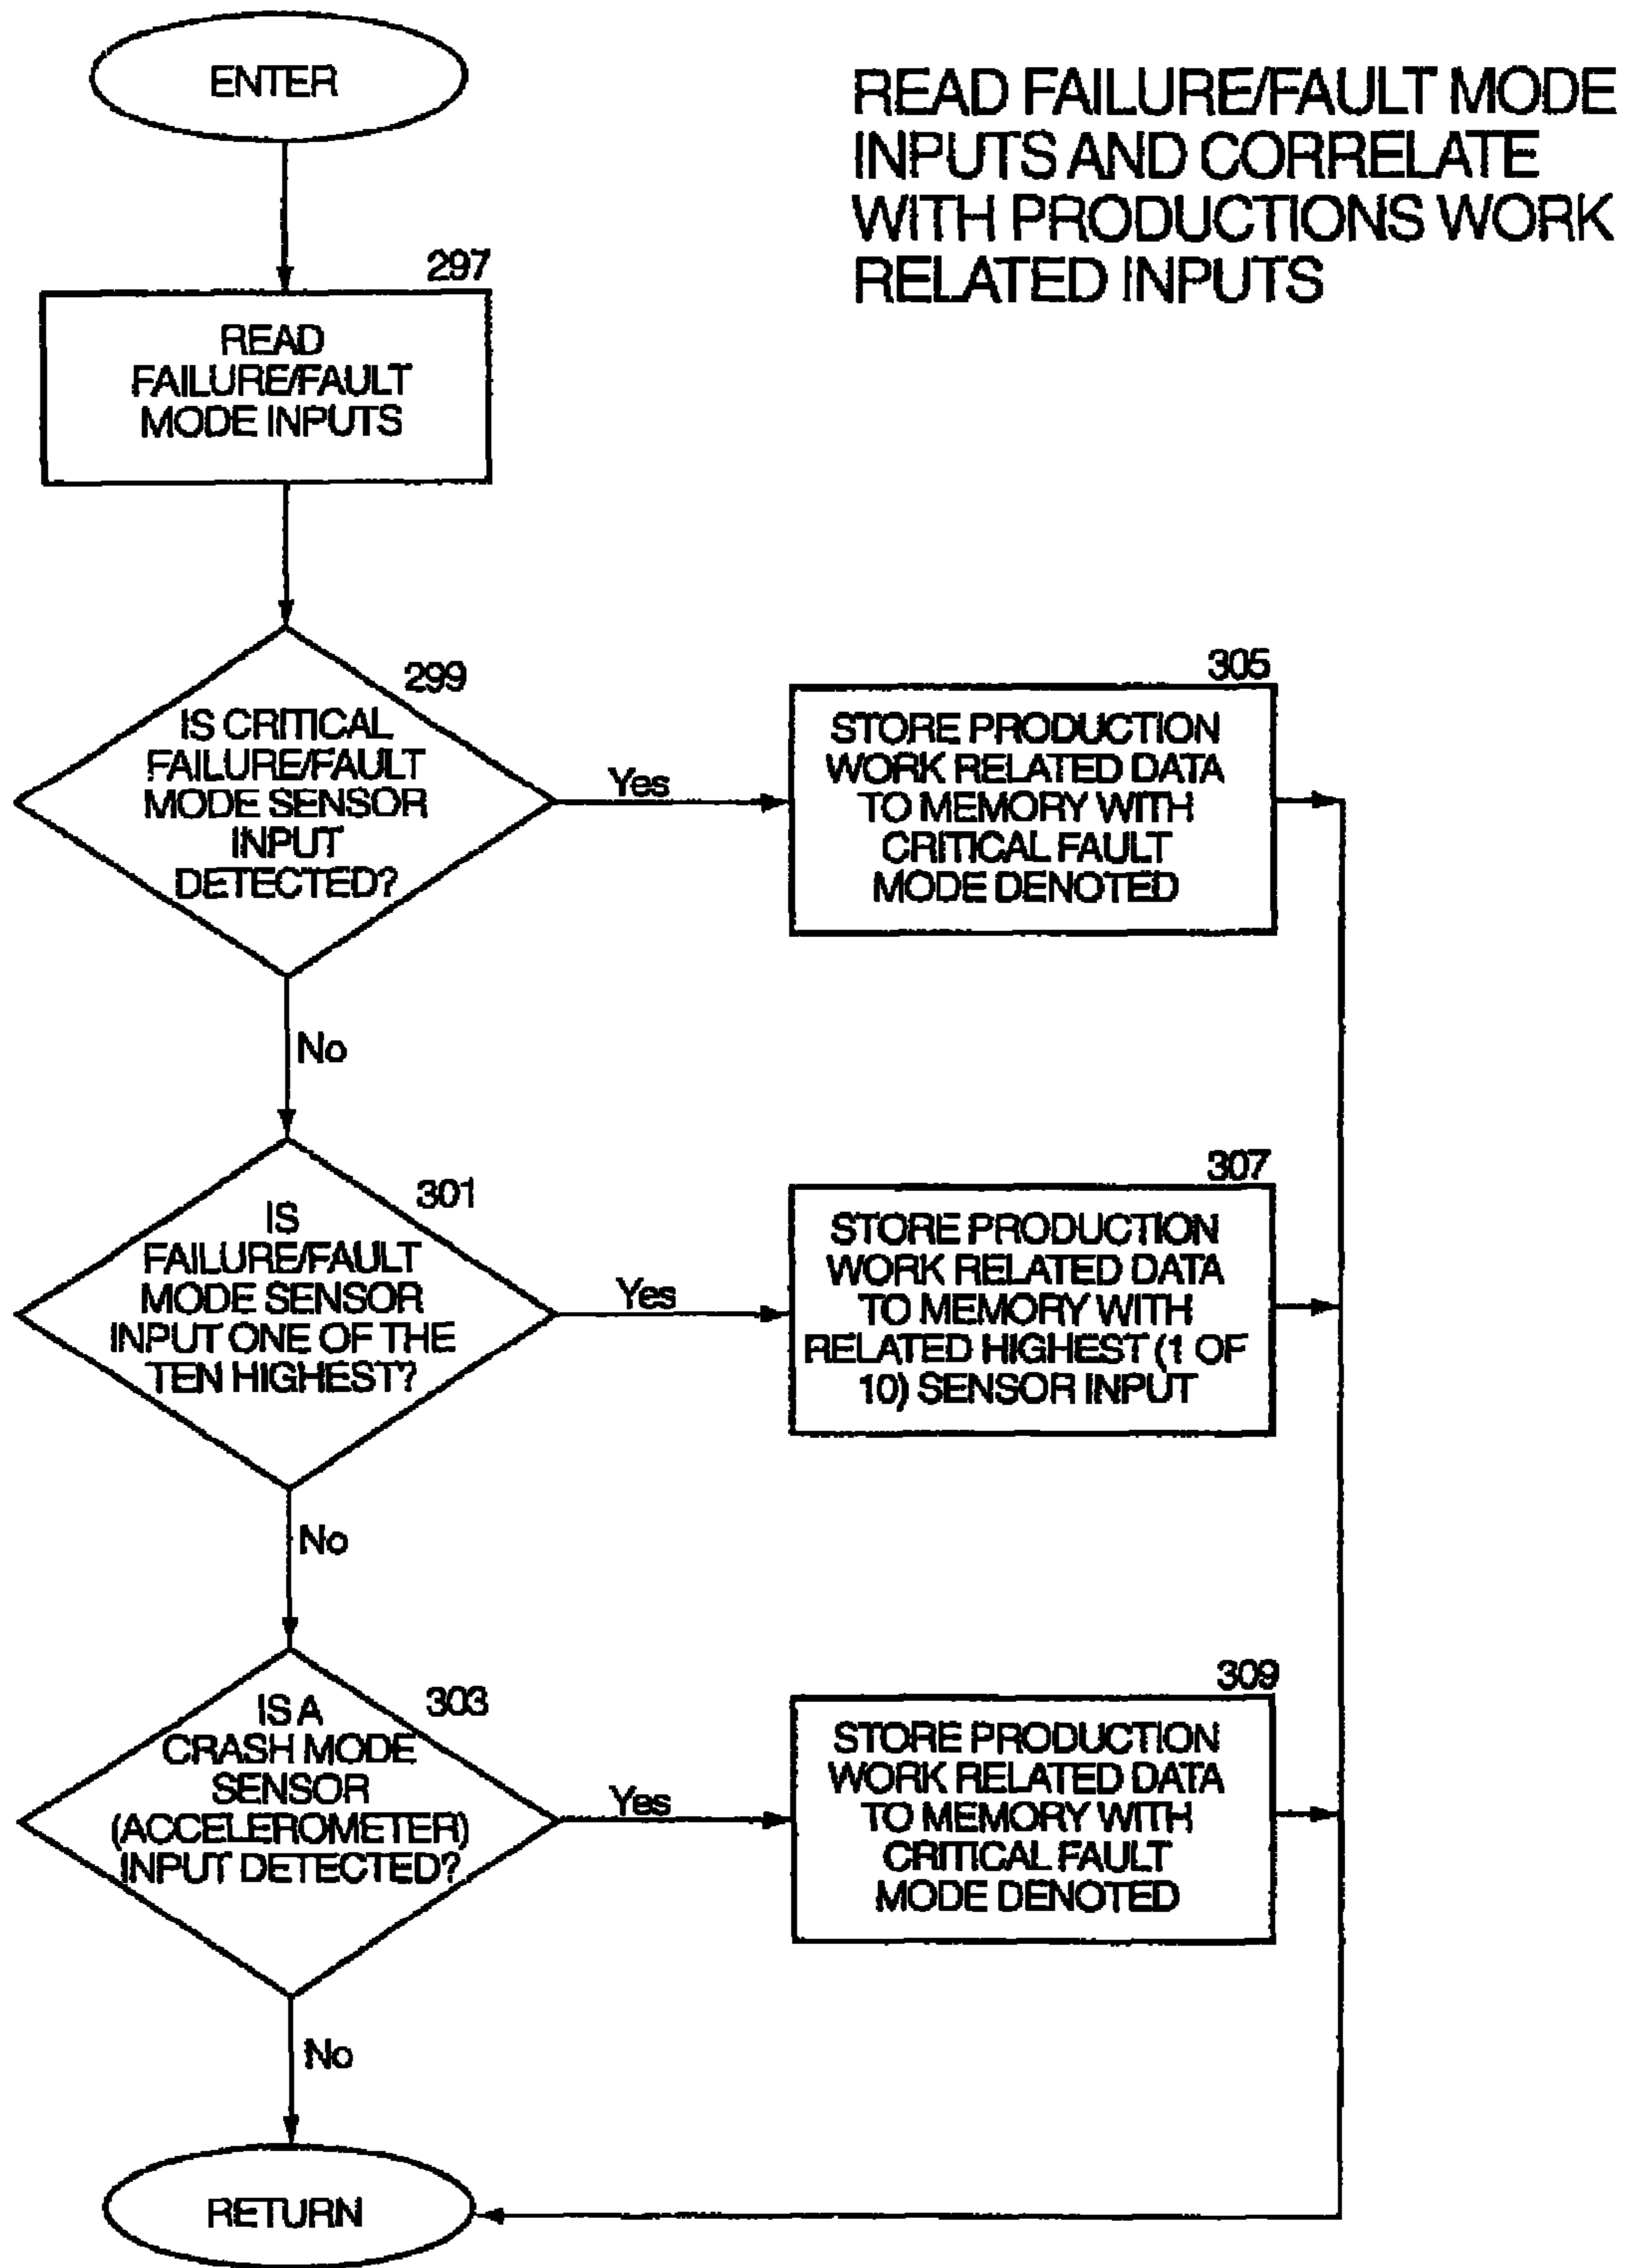 ENTER
READ FAILURE/FAULT MODE
INPUTS AND CORRELATE
WITH PRODUCTIONS WORK
RELATED INPUTS
297
READ
FAILURE/FAULT
MODE INPUTS
299
IS CRITICAL
FAILURE/FAULT
MODE SENSOR
INPUT
DETECTED?
Yes
305
STORE PRODUCTION
WORK RELATED DATA
TO MEMORY WITH
CRITICAL FAULT
MODE DENOTED
No
301
IS
FAILURE/FAULT
MODE SENSOR
INPUT ONE OF THE
TEN HIGHEST?
Yes
307
STORE PRODUCTION
WORK RELATED DATA
TO MEMORY WITH
RELATED HIGHEST (1 OF
10) SENSOR INPUT
No
303
IS A
CRASH MODE
SENSOR
(ACCELEROMETER)
INPUT DETECTED?
Yes
309
STORE PRODUCTION
WORK RELATED DATA
TO MEMORY WITH
CRITICAL FAULT
MODE DENOTED
No
RETURN